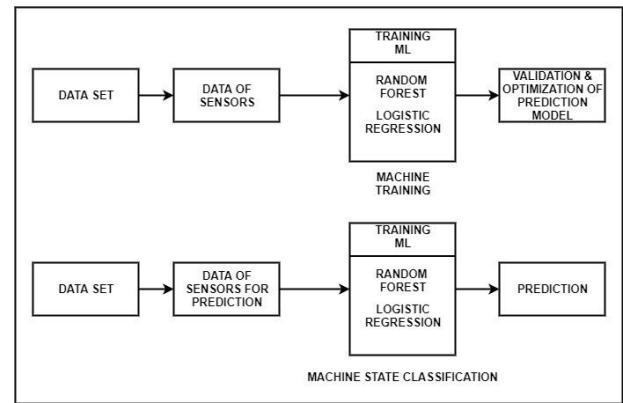 DATA SET
DATA OF
SENSORS
TRAINING
ML
RANDOM
FOREST
LOGISTIC
REGRESSION
VALIDATION &
OPTIMIZATION OF
PREDICTION
MODEL
MACHINE
TRAINING
DATA SET
DATA OF
SENSORS FOR
PREDICTION
TRAINING
ML
RANDOM
FOREST
LOGISTIC
REGRESSION
PREDICTION
MACHINE STATE CLASSIFICATION